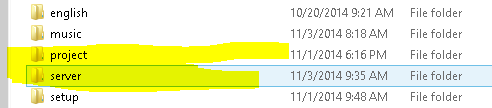 english 10/20/2014 9:21 AM File folder
music 11/3/2014 8:18 AM File folder
project 11/1/2014 6:16 PM File folder
server 11/3/2014 9:35 AM File folder
setup 11/1/2014 9:48 AM File folder